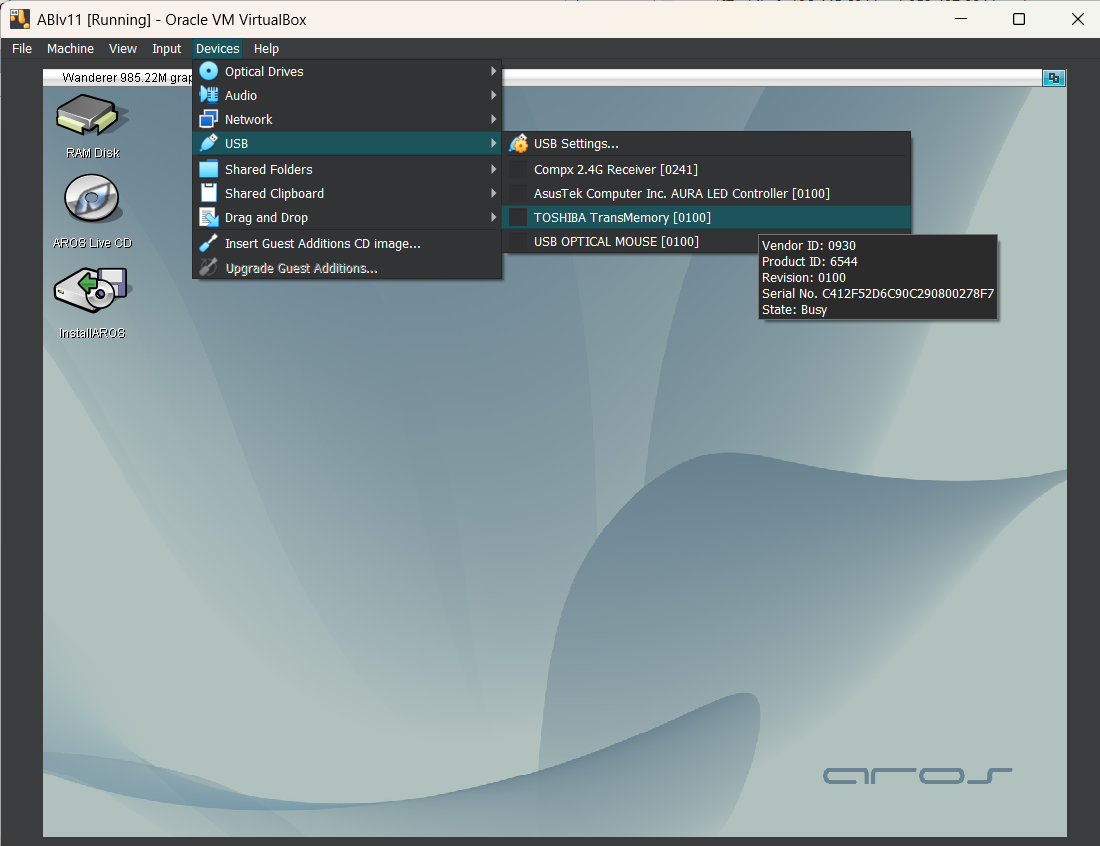 ABIv11 [Running] - Oracle VM VirtualBox
File Machine View Input Devices Help
Wanderer 985.22M grap
Optical Drives
Audio
Network
USB
Shared Folders
Shared Clipboard
Drag and Drop
Insert Guest Additions CD image...
Upgrade Guest Additions...
USB Settings...
Compx 2.4G Receiver [0241]
AsusTek Computer Inc. AURA LED Controller [0100]
TOSHIBA TransMemory [0100]
USB OPTICAL MOUSE [0100]
Vendor ID: 0930
Product ID: 6544
Revision: 0100
Serial No. C412F52D6C90C290800278F7
State: Busy
RAM Disk
AROS Live CD
InstallAROS
aros